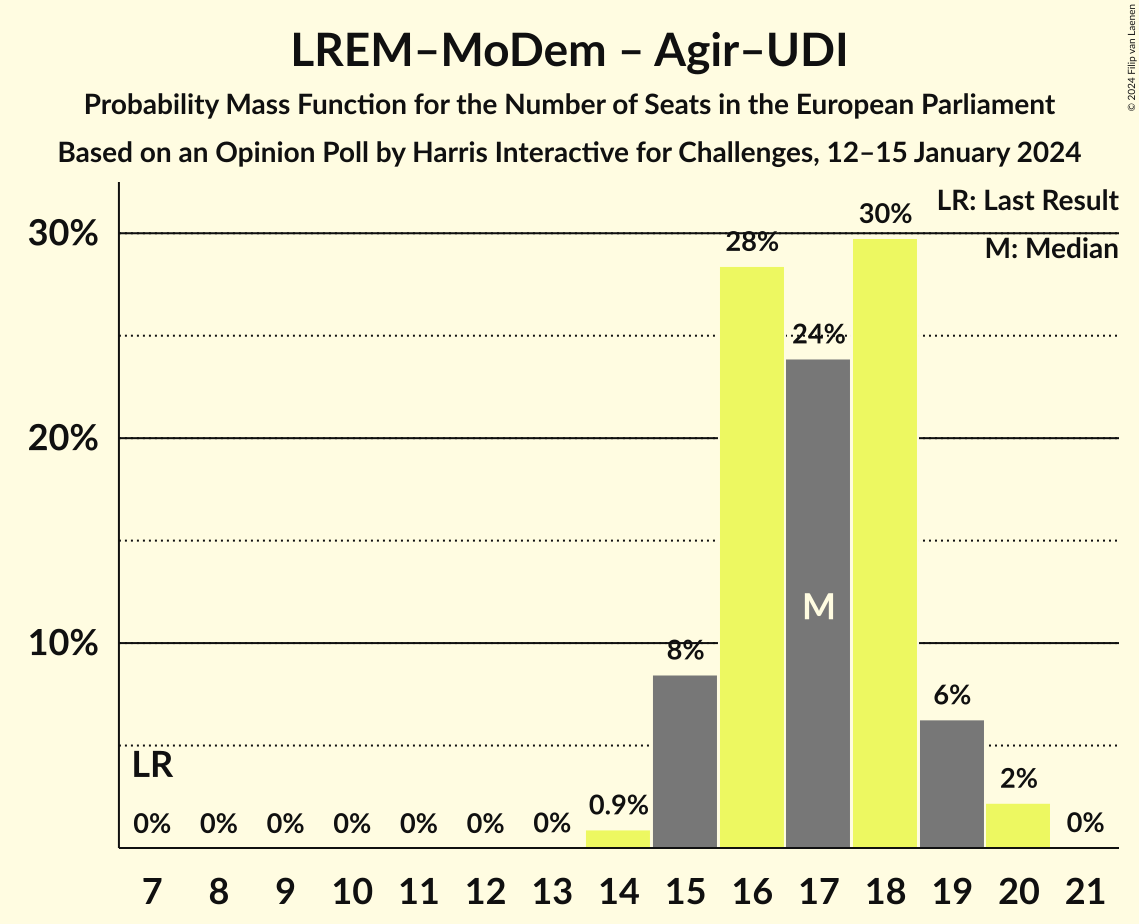 LREM–MoDem – Agir–UDI
Probability Mass Function for the Number of Seats in the European Parliament
Based on an Opinion Poll by Harris Interactive for Challenges, 12–15 January 2024
© 2024 Filip van Laenen
LR: Last Result
M: Median
30%
20%
10%
LR
0% 0% 0% 0% 0% 0% 0% 0.9% 8% 28% 24% 30% 6% 2% 0%
M
7 8 9 10 11 12 13 14 15 16 17 18 19 20 21